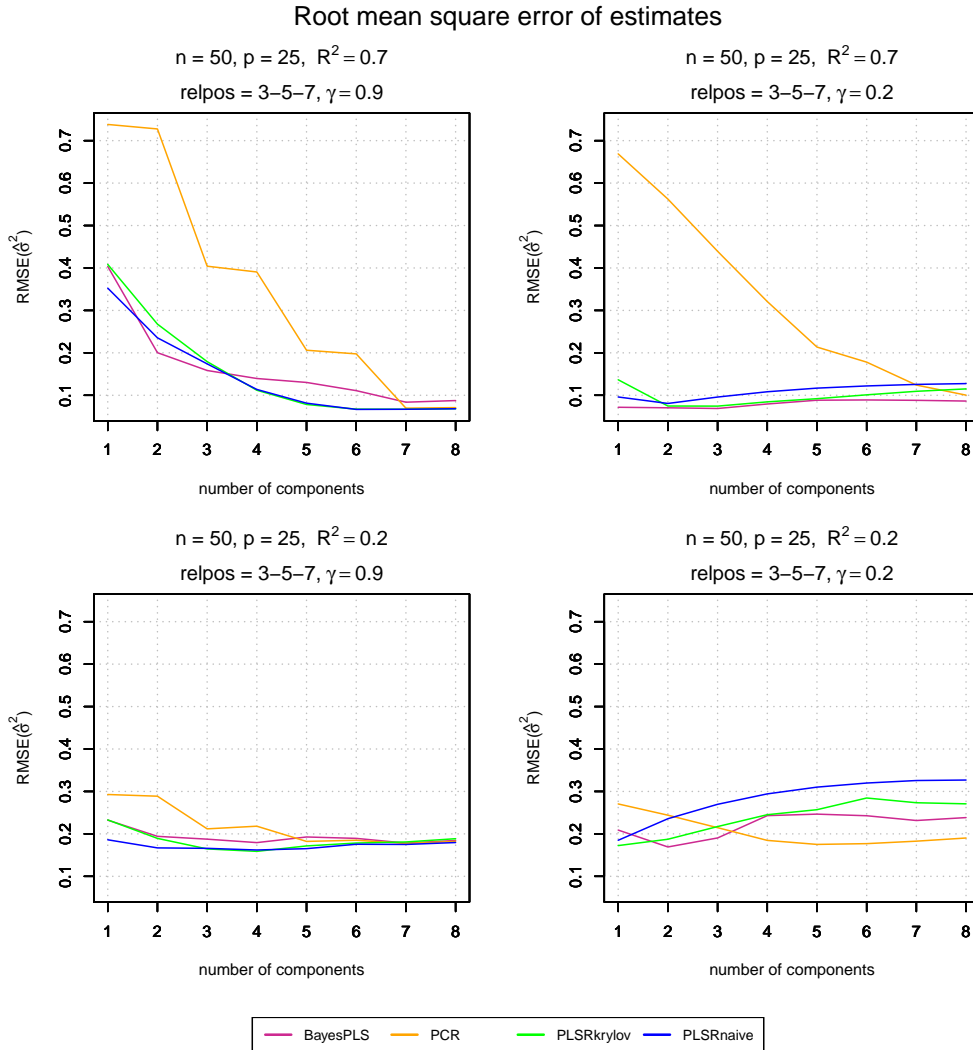 Root mean square error of estimates
n = 50, p = 25, R² = 0.7
relpos = 3−5−7, γ = 0.9
RMSE(σ̂²)
0.7
0.6
0.5
0.4
0.3
0.2
0.1
1 2 3 4 5 6 7 8
number of components
n = 50, p = 25, R² = 0.7
relpos = 3−5−7, γ = 0.2
RMSE(σ̂²)
0.7
0.6
0.5
0.4
0.3
0.2
0.1
1 2 3 4 5 6 7 8
number of components
n = 50, p = 25, R² = 0.2
relpos = 3−5−7, γ = 0.9
RMSE(σ̂²)
0.7
0.6
0.5
0.4
0.3
0.2
0.1
1 2 3 4 5 6 7 8
number of components
n = 50, p = 25, R² = 0.2
relpos = 3−5−7, γ = 0.2
RMSE(σ̂²)
0.7
0.6
0.5
0.4
0.3
0.2
0.1
1 2 3 4 5 6 7 8
number of components
BayesPLS PCR PLSRkrylov PLSRnaive